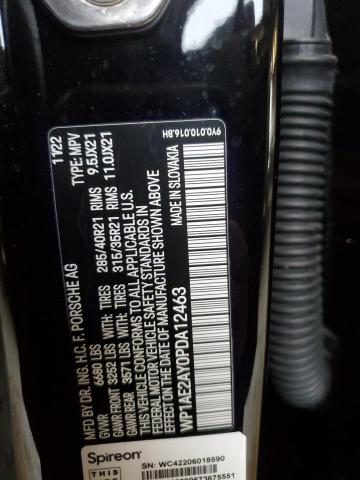 MFD BY DR. ING. H.C. F. PORSCHE AG 11/22
GVWR 6680 LBS TYPE: MPV
GAWR FRONT 3252 LBS WITH- TIRES 285/40R21 RIMS 9.5JX21
GAWR REAR 3571 LBS WITH- TIRES 315/35R21 RIMS 11.0JX21
THIS VEHICLE CONFORMS TO ALL APPLICABLE U.S.
FEDERAL MOTOR VEHICLE SAFETY STANDARDS IN
EFFECT ON THE DATE OF MANUFACTURE SHOWN ABOVE
WP1AE2AY0PDA12463 MADE IN SLOVAKIA 9Y0.010.016.BH
Spireon™
SN: WC42206018590
THIS